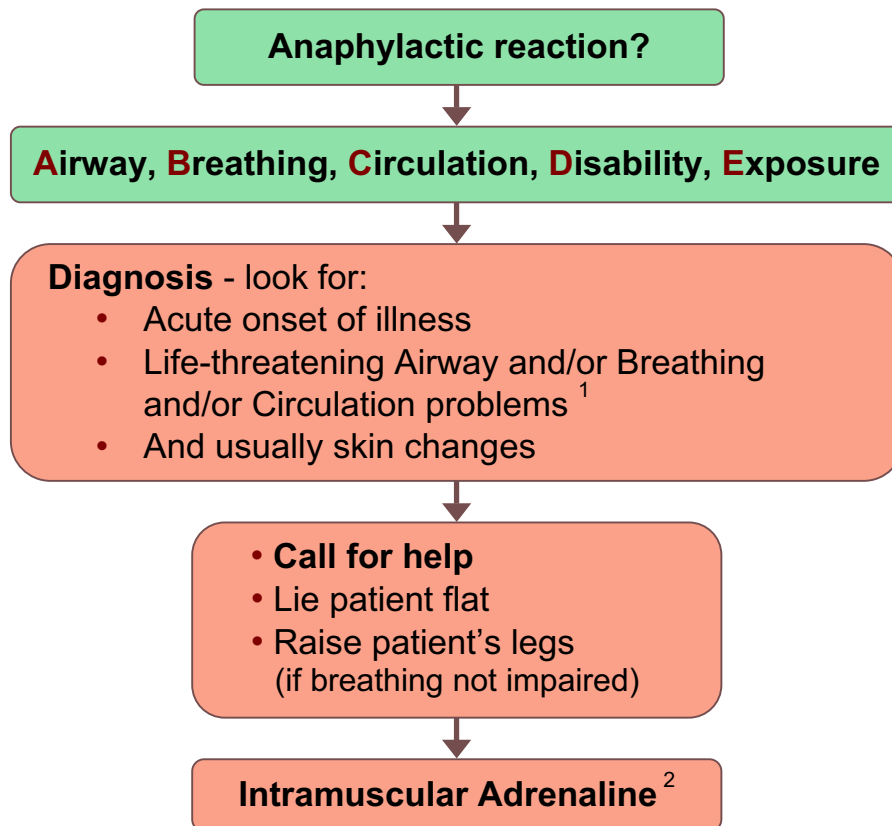 Anaphylactic reaction?
Airway, Breathing, Circulation, Disability, Exposure
Diagnosis - look for:
• Acute onset of illness
• Life-threatening Airway and/or Breathing
and/or Circulation problems 1
• And usually skin changes
• Call for help
• Lie patient flat
• Raise patient’s legs
(if breathing not impaired)
Intramuscular Adrenaline 2